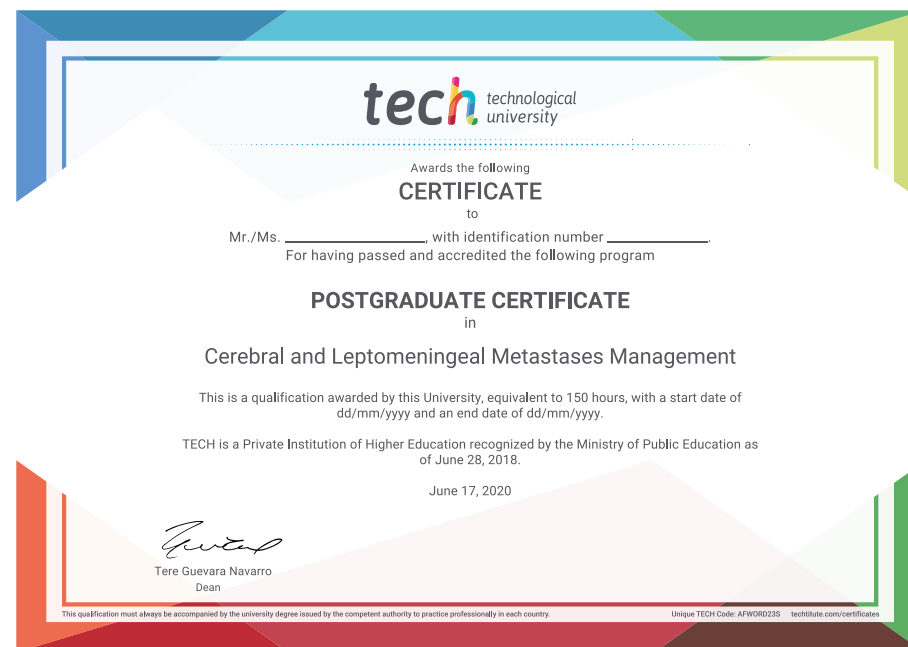 tech technological
university
Awards the following
CERTIFICATE
to
Mr./Ms. ____________, with identification number ____________.
For having passed and accredited the following program
POSTGRADUATE CERTIFICATE
in
Cerebral and Leptomeningeal Metastases Management
This is a qualification awarded by this University, equivalent to 150 hours, with a start date of
dd/mm/yyyy and an end date of dd/mm/yyyy.
TECH is a Private Institution of Higher Education recognized by the Ministry of Public Education as
of June 28, 2018.
June 17, 2020
Tere Guevara Navarro
Dean
This qualification must always be accompanied by the university degree issued by the competent authority to practice professionally in each country. Unique TECH Code: AFWORD23S techtitute.com/certificates